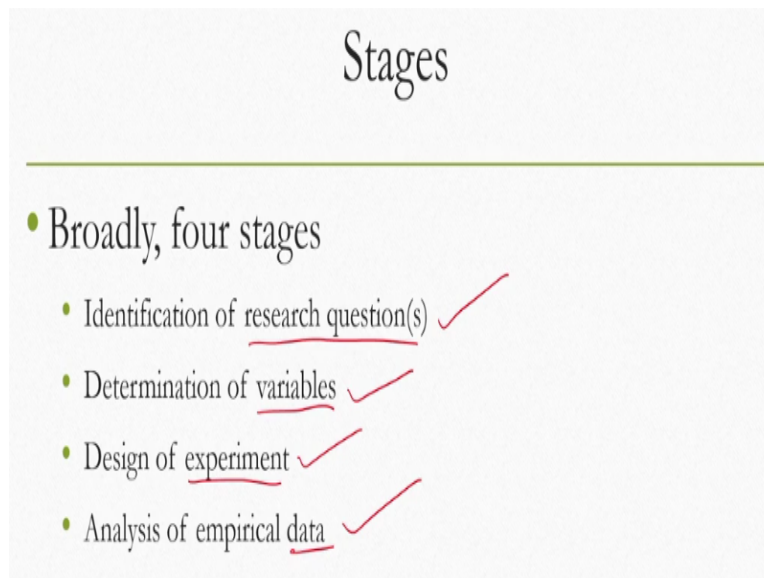 Stages
• Broadly, four stages
• Identification of research question(s)
• Determination of variables
• Design of experiment
• Analysis of empirical data